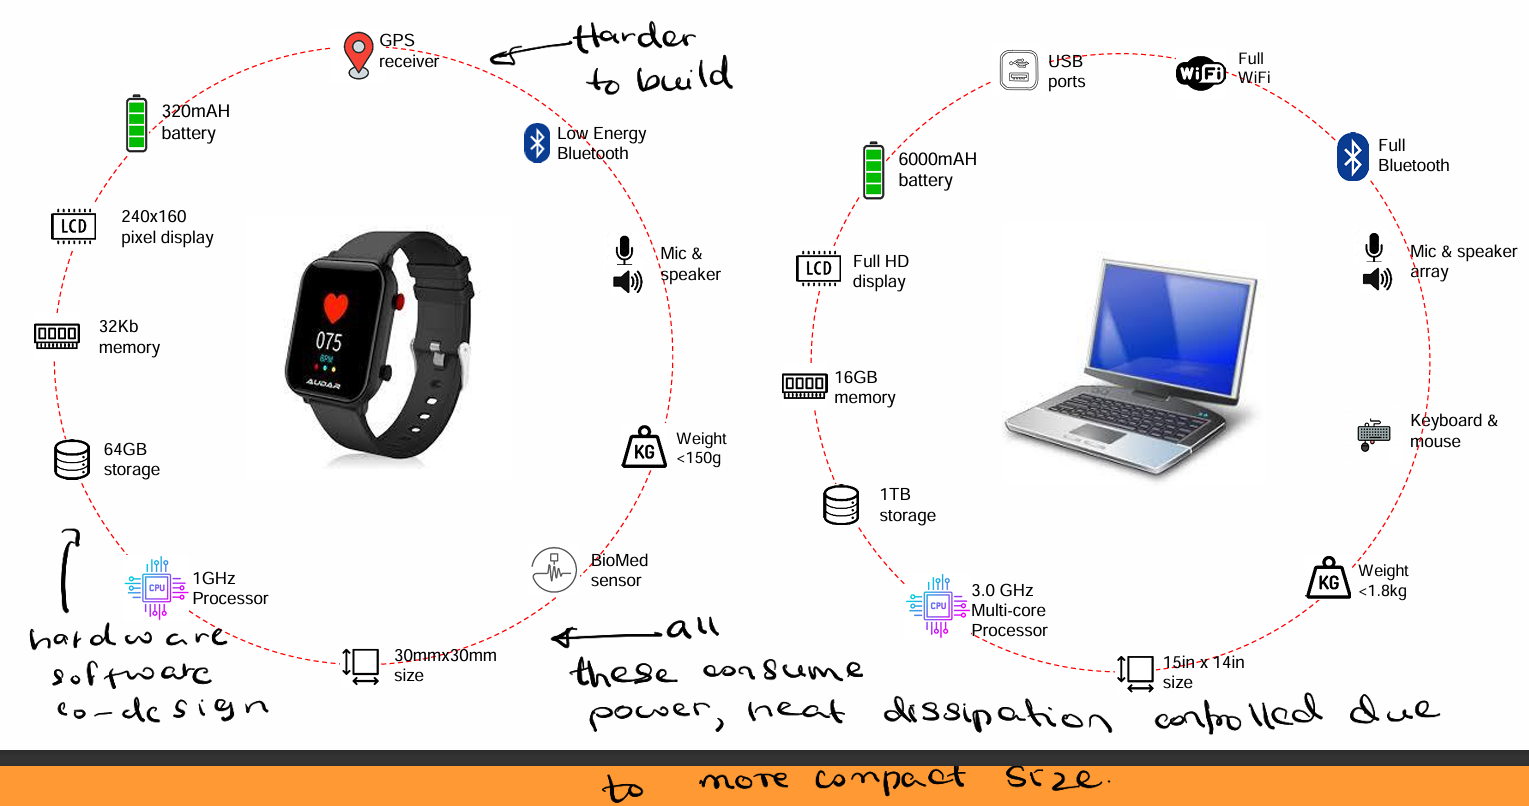 GPS
receiver
Harder
to build
320mAH
battery
Low Energy
Bluetooth
LCD
240x160
pixel display
Mic &
speaker
32Kb
memory
075
BPM
AUDAR
64GB
storage
KG
Weight
<150g
CPU
1GHz
Processor
BioMed
sensor
30mmx30mm
size
hardware
software
co-design
all
these consume
power, heat dissipation controlled due
to more compact size.
USB
ports
WiFi
Full
WiFi
6000mAH
battery
Full
Bluetooth
LCD
Full HD
display
Mic & speaker
array
16GB
memory
Keyboard &
mouse
1TB
storage
KG
Weight
<1.8kg
CPU
3.0 GHz
Multi-core
Processor
15in x 14in
size